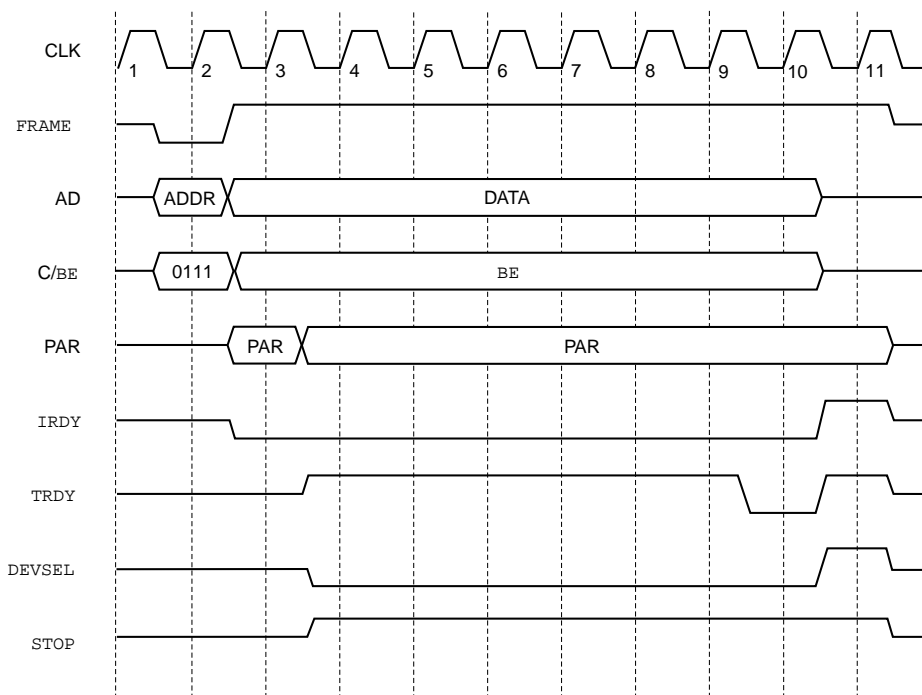 CLK
1 2 3 4 5 6 7 8 9 10 11
FRAME
AD ADDR DATA
C/BE 0111 BE
PAR PAR PAR
IRDY
TRDY
DEVSEL
STOP